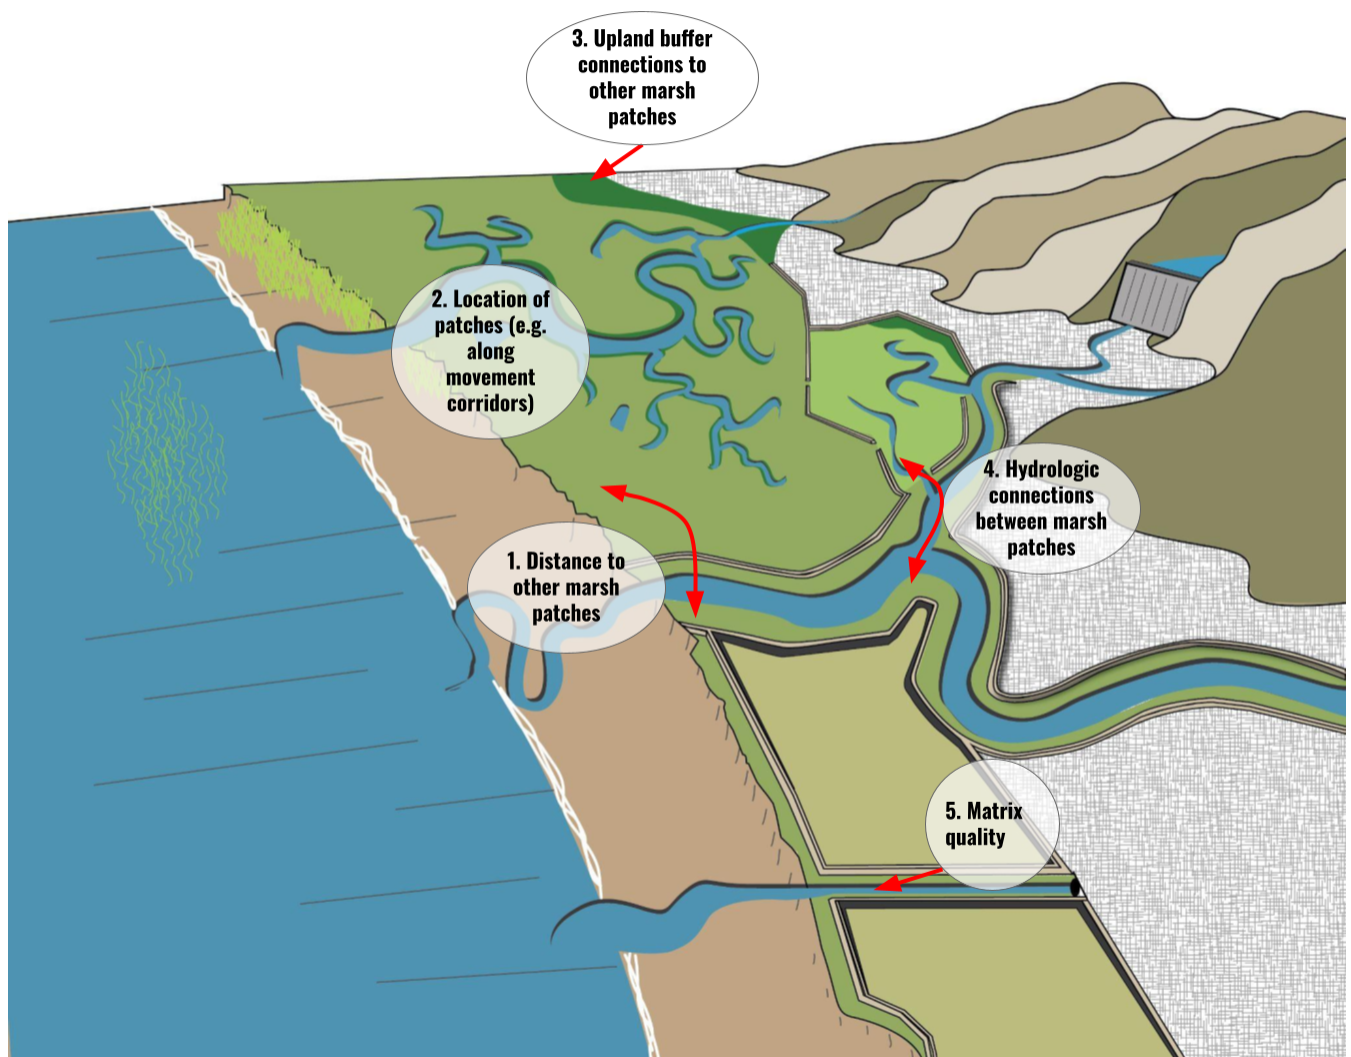 3. Upland buffer
connections to
other marsh
patches
2. Location of
patches (e.g.
along
movement
corridors)
4. Hydrologic
connections
between marsh
patches
1. Distance to
other marsh
patches
5. Matrix
quality